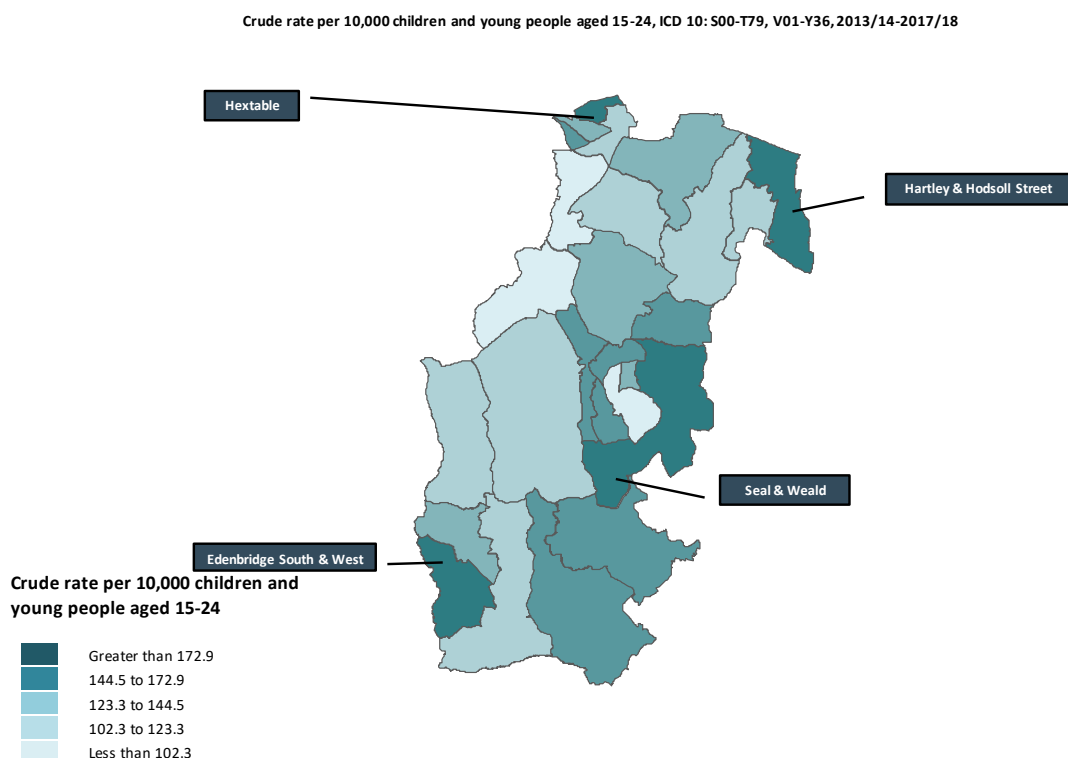 Crude rate per 10,000 children and young people aged 15-24, ICD 10: S00-T79, V01-Y36, 2013/14-2017/18
Hextable
Hartley & Hodsoll Street
Seal & Weald
Edenbridge South & West
Crude rate per 10,000 children and
young people aged 15-24
Greater than 172.9
144.5 to 172.9
123.3 to 144.5
102.3 to 123.3
Less than 102.3